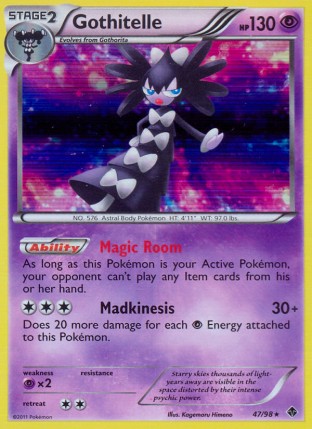 STAGE2 Gothitelle HP130
Evolves from Gothorita
NO. 576 Astral Body Pokémon HT: 4'11" WT: 97.0 lbs.
Ability Magic Room
As long as this Pokémon is your Active Pokémon,
your opponent can't play any Item cards from his
or her hand.
Madkinesis 30+
Does 20 more damage for each Energy attached
to this Pokémon.
weakness resistance
×2
retreat
Starry skies thousands of light-
years away are visible in the space
distorted by their intense
psychic power.
©2011 Pokémon Illus. Kagemaru Himeno 47/98 ★